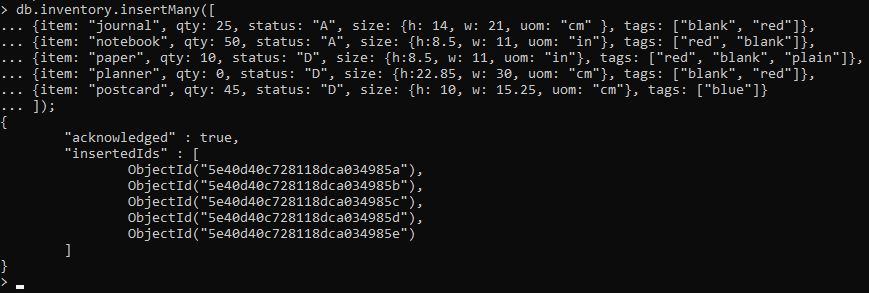 > db.inventory.insertMany([
... {item: "journal", qty: 25, status: "A", size: {h: 14, w: 21, uom: "cm" }, tags: ["blank", "red"]},
... {item: "notebook", qty: 50, status: "A", size: {h:8.5, w: 11, uom: "in"}, tags: ["red", "blank"]},
... {item: "paper", qty: 10, status: "D", size: {h:8.5, w: 11, uom: "in"}, tags: ["red", "blank", "plain"]},
... {item: "planner", qty: 0, status: "D", size: {h:22.85, w: 30, uom: "cm"}, tags: ["blank", "red"]},
... {item: "postcard", qty: 45, status: "D", size: {h: 10, w: 15.25, uom: "cm"}, tags: ["blue"]}
... ]);
{
        "acknowledged" : true,
        "insertedIds" : [
                ObjectId("5e40d40c728118dca034985a"),
                ObjectId("5e40d40c728118dca034985b"),
                ObjectId("5e40d40c728118dca034985c"),
                ObjectId("5e40d40c728118dca034985d"),
                ObjectId("5e40d40c728118dca034985e")
        ]
}
>